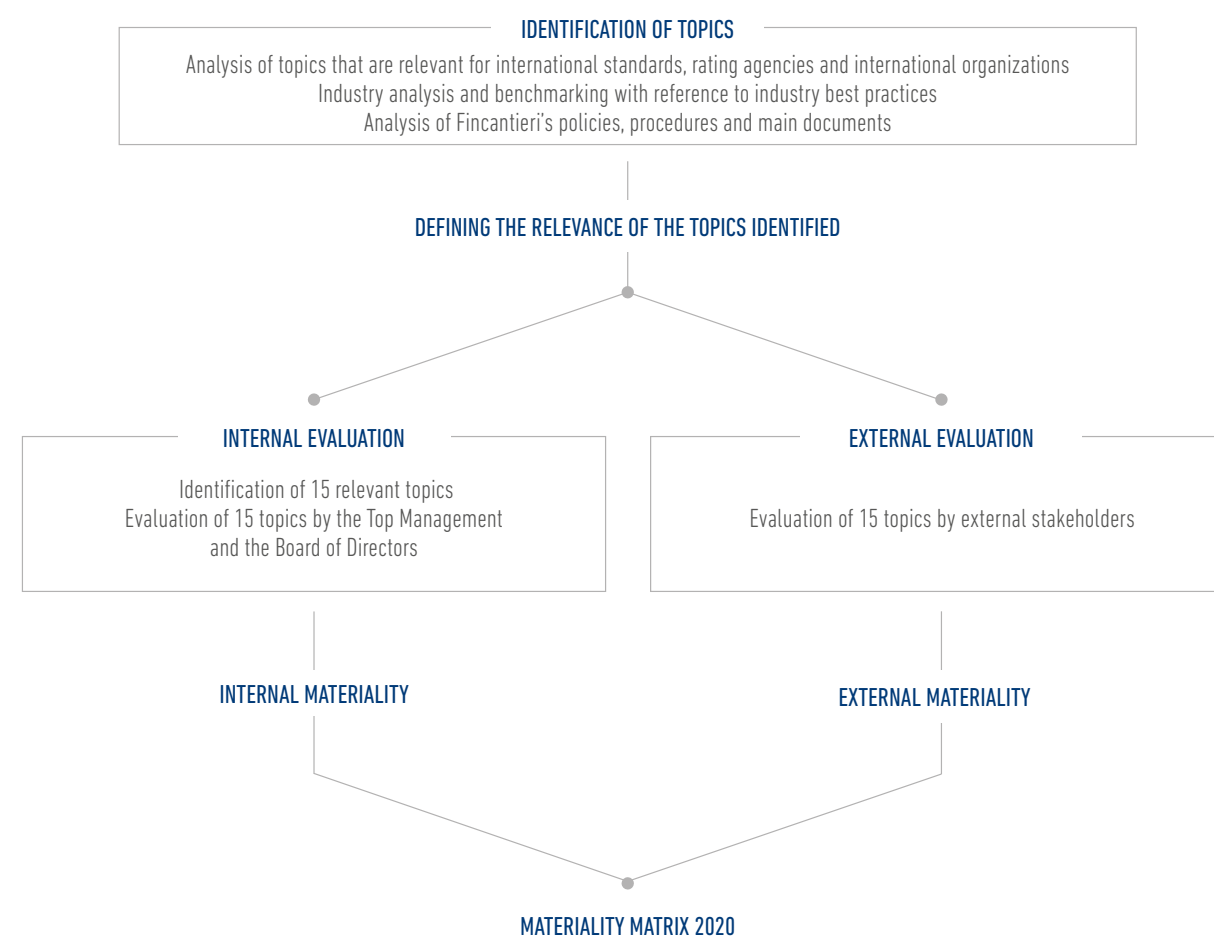 IDENTIFICATION OF TOPICS
Analysis of topics that are relevant for international standards, rating agencies and international organizations
Industry analysis and benchmarking with reference to industry best practices
Analysis of Fincantieri's policies, procedures and main documents
DEFINING THE RELEVANCE OF THE TOPICS IDENTIFIED
INTERNAL EVALUATION
Identification of 15 relevant topics
Evaluation of 15 topics by the Top Management
and the Board of Directors
EXTERNAL EVALUATION
Evaluation of 15 topics by external stakeholders
INTERNAL MATERIALITY
EXTERNAL MATERIALITY
MATERIALITY MATRIX 2020